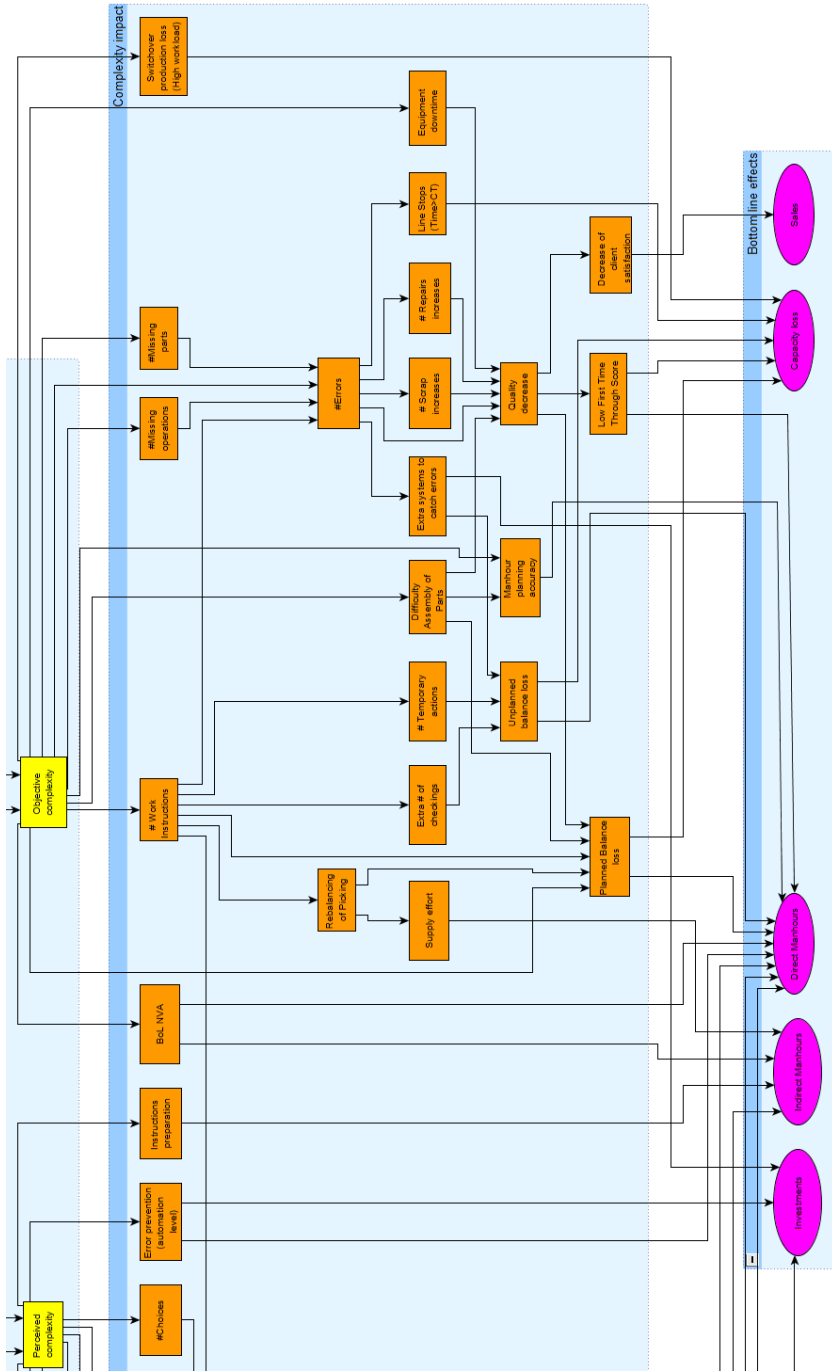 Complexity impact
Switchover
production loss
(High workload)
Equipment
downtime
Line Stops
(Time>CT)
Bottom line effects
Sales
Decrease of
client
satisfaction
# Repairs
increases
#Missing
parts
Capacity loss
#Errors
# Scrap
increases
Quality
decrease
Low First Time
Through Score
#Missing
operations
Extra systems to
catch errors
Manhour
planning
accuracy
Difficulty
Assembly of
Parts
# Temporary
actions
Unplanned
balance loss
Objective
complexity
# Work
Instructions
Extra # of
checkings
Planned Balance
loss
Rebalancing
of Picking
Supply effort
Direct Manhours
BoL NVA
Indirect Manhours
Instructions
preparation
Error prevention
(automation
level)
Investments
Perceived
complexity
#Choices